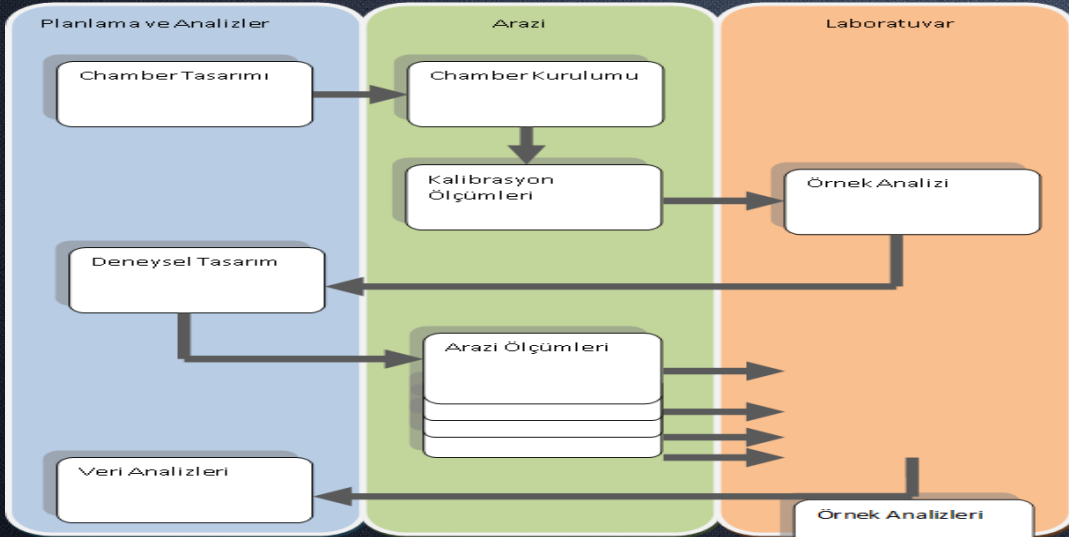 Planlama ve Analizler
Arazi
Laboratuvar
Chamber Tasarımı
Chamber Kurulumu
Kalibrasyon
Ölçümleri
Örnek Analizi
Deneysel Tasarım
Arazi Ölçümleri
Veri Analizleri
Örnek Analizleri